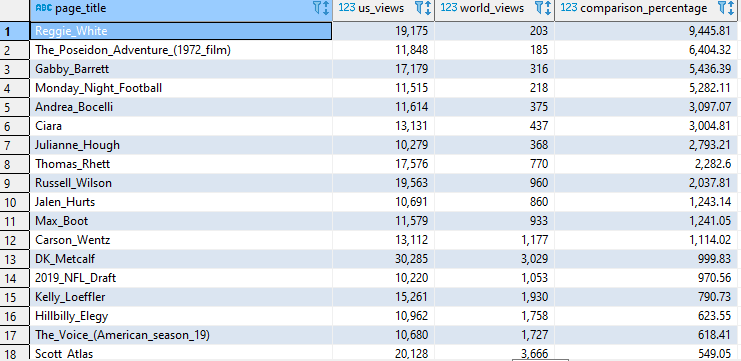 ABC page_title 123 us_views 123 world_views 123 comparison_percentage
1 Reggie_White 19,175 203 9,445.81
2 The_Poseidon_Adventure_(1972_film) 11,848 185 6,404.32
3 Gabby_Barrett 17,179 316 5,436.39
4 Monday_Night_Football 11,515 218 5,282.11
5 Andrea_Bocelli 11,614 375 3,097.07
6 Ciara 13,131 437 3,004.81
7 Julianne_Hough 10,279 368 2,793.21
8 Thomas_Rhett 17,576 770 2,282.6
9 Russell_Wilson 19,563 960 2,037.81
10 Jalen_Hurts 10,691 860 1,243.14
11 Max_Boot 11,579 933 1,241.05
12 Carson_Wentz 13,112 1,177 1,114.02
13 DK_Metcalf 30,285 3,029 999.83
14 2019_NFL_Draft 10,220 1,053 970.56
15 Kelly_Loeffler 15,261 1,930 790.73
16 Hillbilly_Elegy 10,962 1,758 623.55
17 The_Voice_(American_season_19) 10,680 1,727 618.41
18 Scott_Atlas 20,128 3,666 549.05